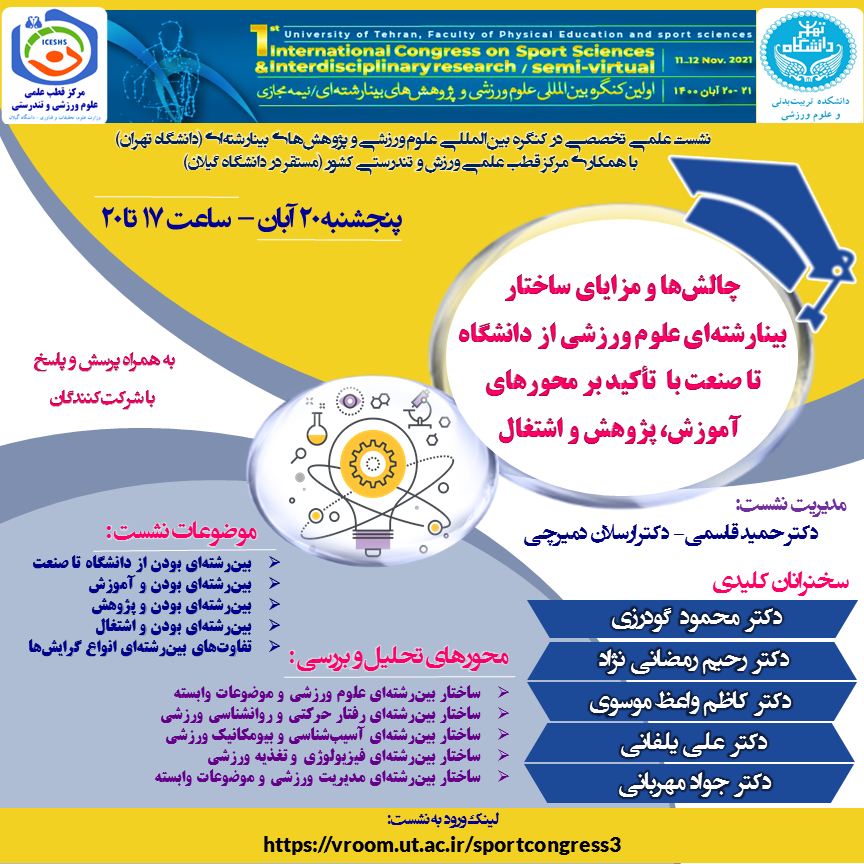 ICESHS
مرکز قطب علمی
علوم ورزشی و تندرستی
1st University of Tehran, Faculty of Physical Education and sport sciences
International Congress on Sport Sciences
& Interdisciplinary research / semi-virtual
11..12 Nov. 2021
اولین کنگره بین المللی علوم ورزشی و پژوهش های بینارشته ای/نیمه مجازی
۲۱ -۲۰ آبان ۱۴۰۰
دانشکده تربیت‌بدنی
و علوم ورزشی
نشست علمی تخصصی در کنگره بین‌المللی علوم ورزشی و پژوهش‌های بینارشته‌ای (دانشگاه تهران)
با همکاری مرکز قطب علمی ورزش و تندرستی کشور (مستقر در دانشگاه گیلان)
پنجشنبه ۲۰ آبان – ساعت ۱۷ تا ۲۰
چالش‌ها و مزایای ساختار
بینارشته‌ای علوم ورزشی از دانشگاه
تا صنعت با تأکید بر محورهای
آموزش، پژوهش و اشتغال
به همراه پرسش و پاسخ
با شرکت‌کنندگان
مدیریت نشست:
دکتر حمید قاسمی- دکتر ارسلان دمیرچی
سخنرانان کلیدی
دکتر محمود گودرزی
دکتر رحیم رمضانی نژاد
دکتر کاظم واعظ موسوی
دکتر علی یلفانی
دکتر جواد مهربانی
موضوعات نشست:
بین‌رشته‌ای بودن از دانشگاه تا صنعت
بین‌رشته‌ای بودن و آموزش
بین‌رشته‌ای بودن و پژوهش
بین‌رشته‌ای بودن و اشتغال
تفاوت‌های بین‌رشته‌ای انواع گرایش‌ها
محورهای تحلیل و بررسی:
ساختار بین‌رشته‌ای علوم ورزشی و موضوعات وابسته
ساختار بین‌رشته‌ای رفتار حرکتی و روانشناسی ورزشی
ساختار بین‌رشته‌ای آسیب‌شناسی و بیومکانیک ورزشی
ساختار بین‌رشته‌ای فیزیولوژی و تغذیه ورزشی
ساختار بین‌رشته‌ای مدیریت ورزشی و موضوعات وابسته
لینک ورود به نشست:
https://vroom.ut.ac.ir/sportcongress3